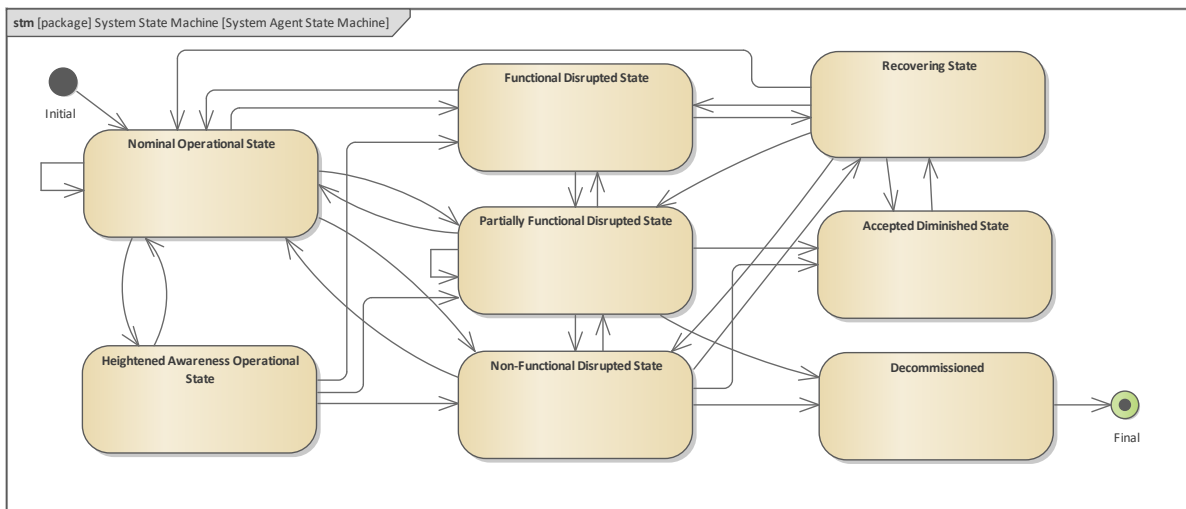 stm [package] System State Machine [System Agent State Machine]
Initial
Nominal Operational State
Functional Disrupted State
Recovering State
Partially Functional Disrupted State
Accepted Diminished State
Heightened Awareness Operational
State
Non-Functional Disrupted State
Decommissioned
Final